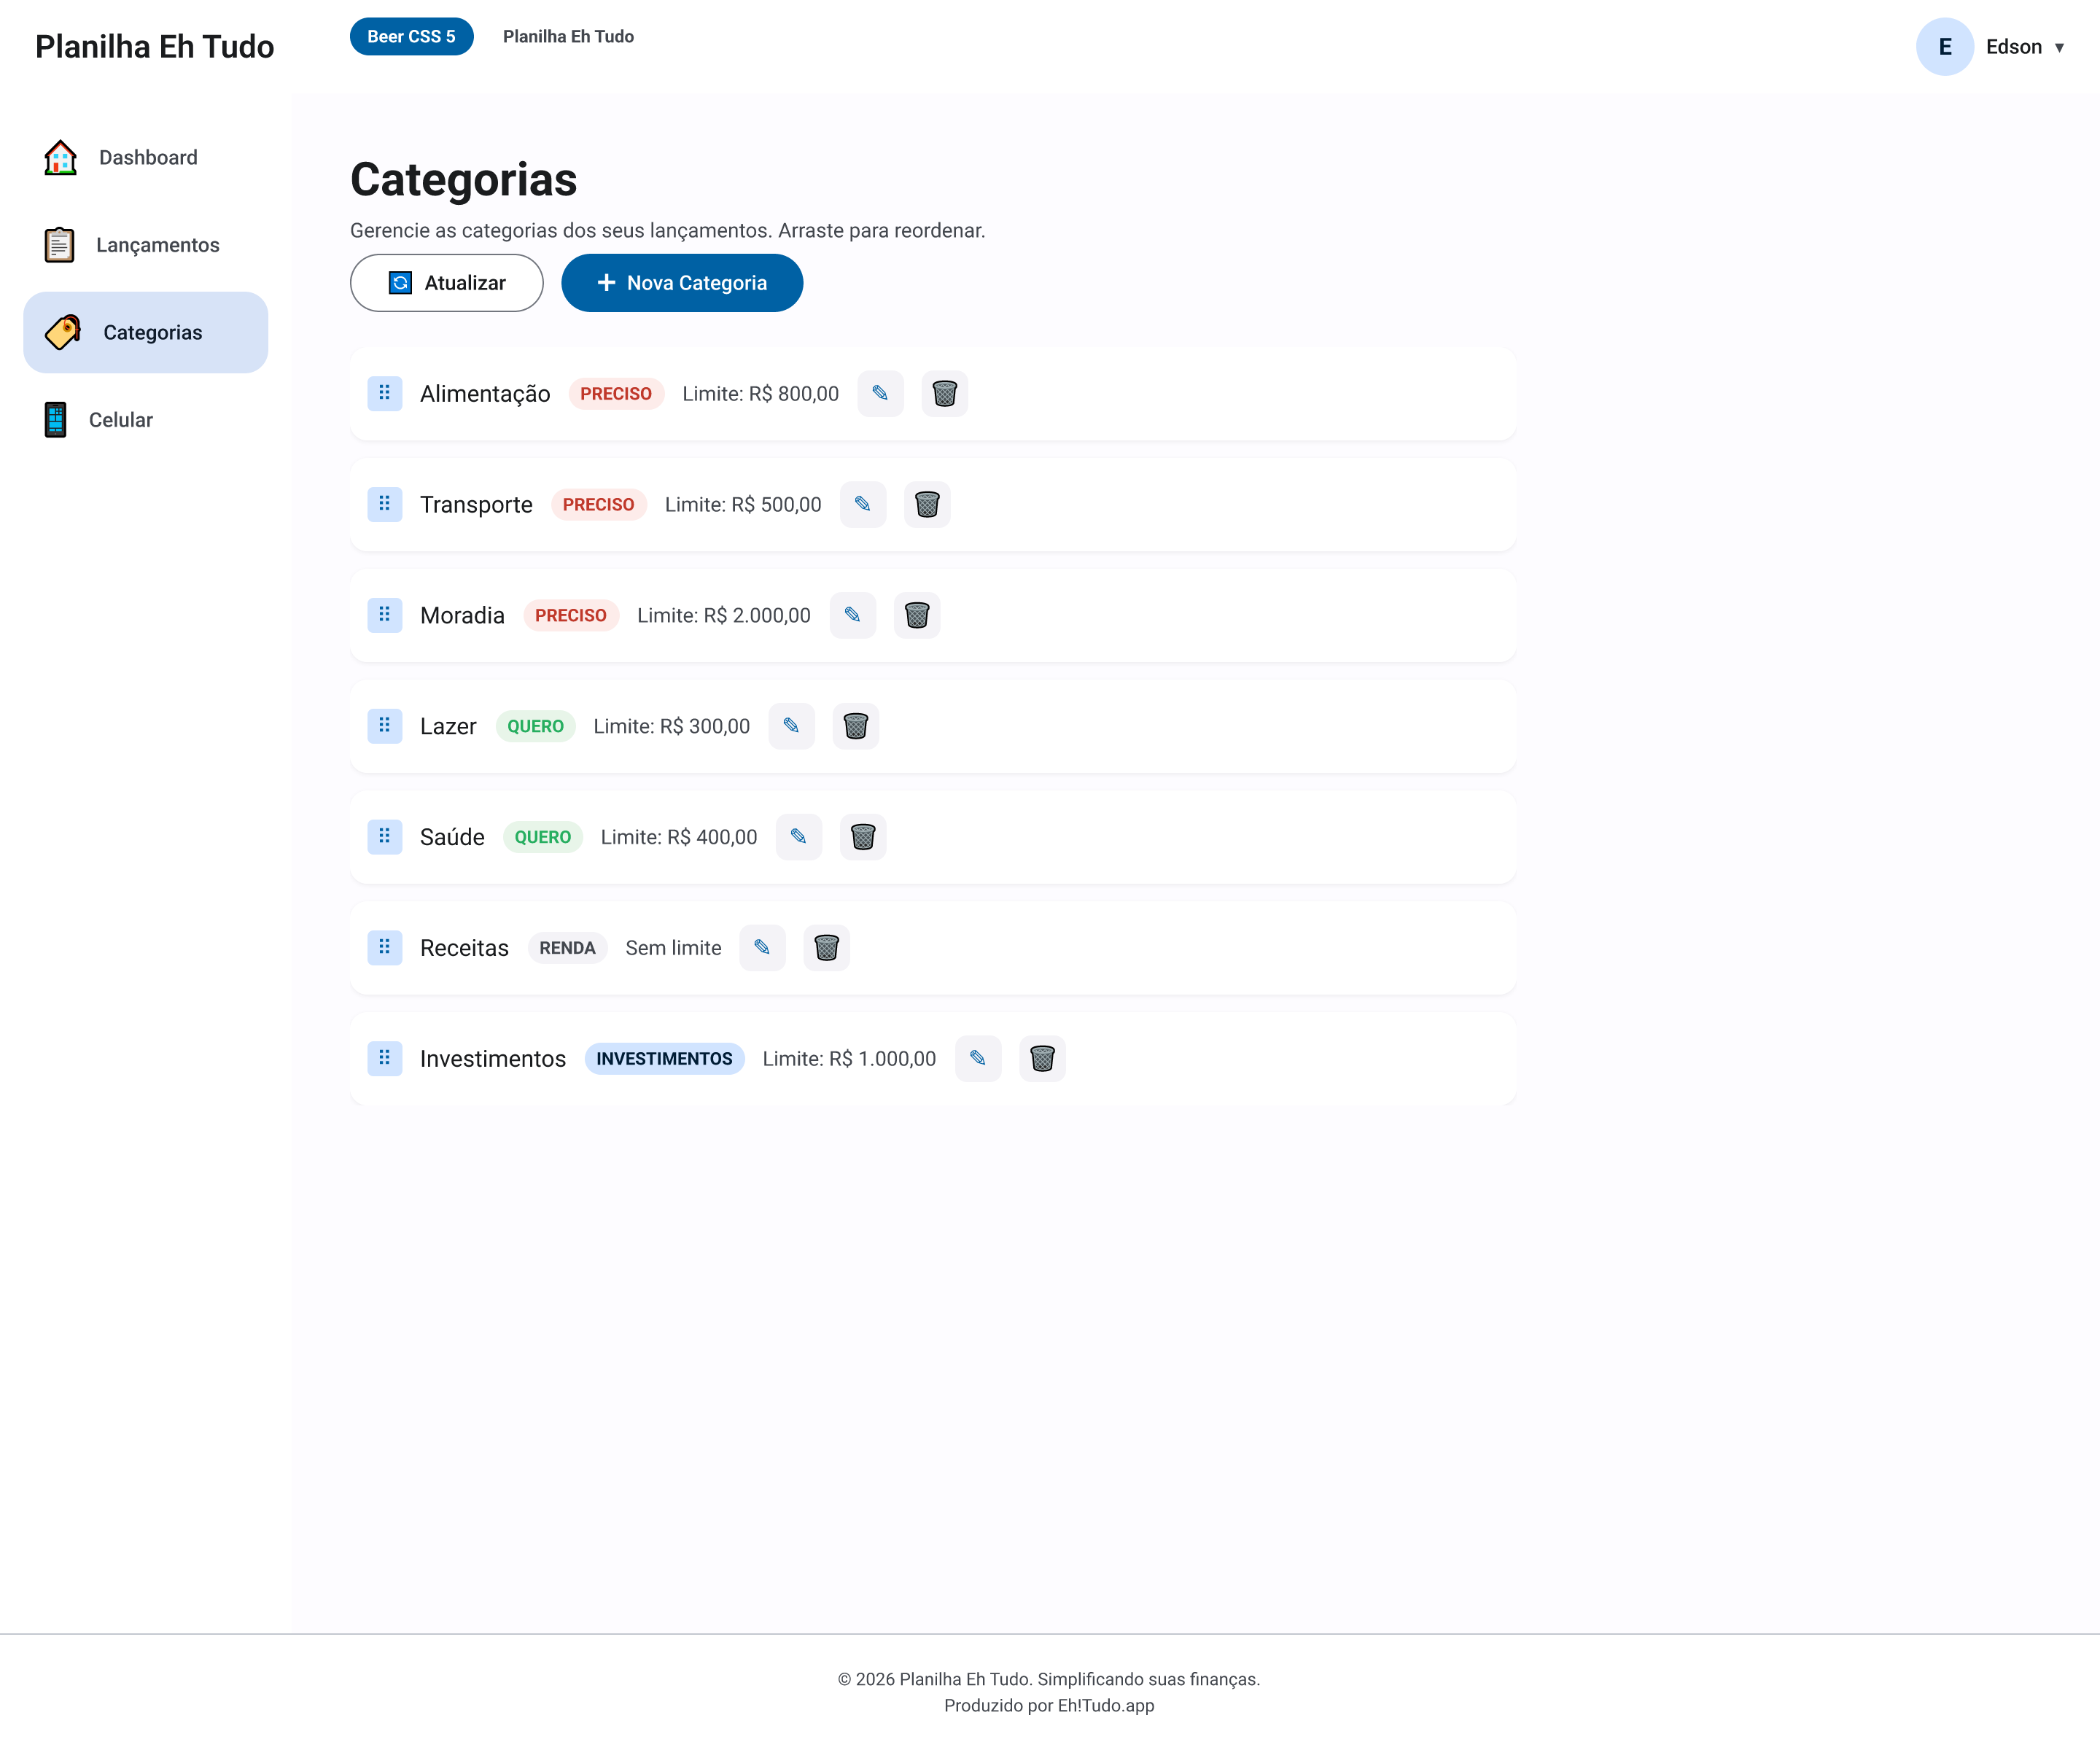 Planilha Eh Tudo
Beer CSS 5
Planilha Eh Tudo
E
Edson ▾
Dashboard
Lançamentos
Categorias
Celular
Categorias
Gerencie as categorias dos seus lançamentos. Arraste para reordenar.
Atualizar
+ Nova Categoria
Alimentação PRECISO Limite: R$ 800,00
Transporte PRECISO Limite: R$ 500,00
Moradia PRECISO Limite: R$ 2.000,00
Lazer QUERO Limite: R$ 300,00
Saúde QUERO Limite: R$ 400,00
Receitas RENDA Sem limite
Investimentos INVESTIMENTOS Limite: R$ 1.000,00
© 2026 Planilha Eh Tudo. Simplificando suas finanças.
Produzido por Eh!Tudo.app